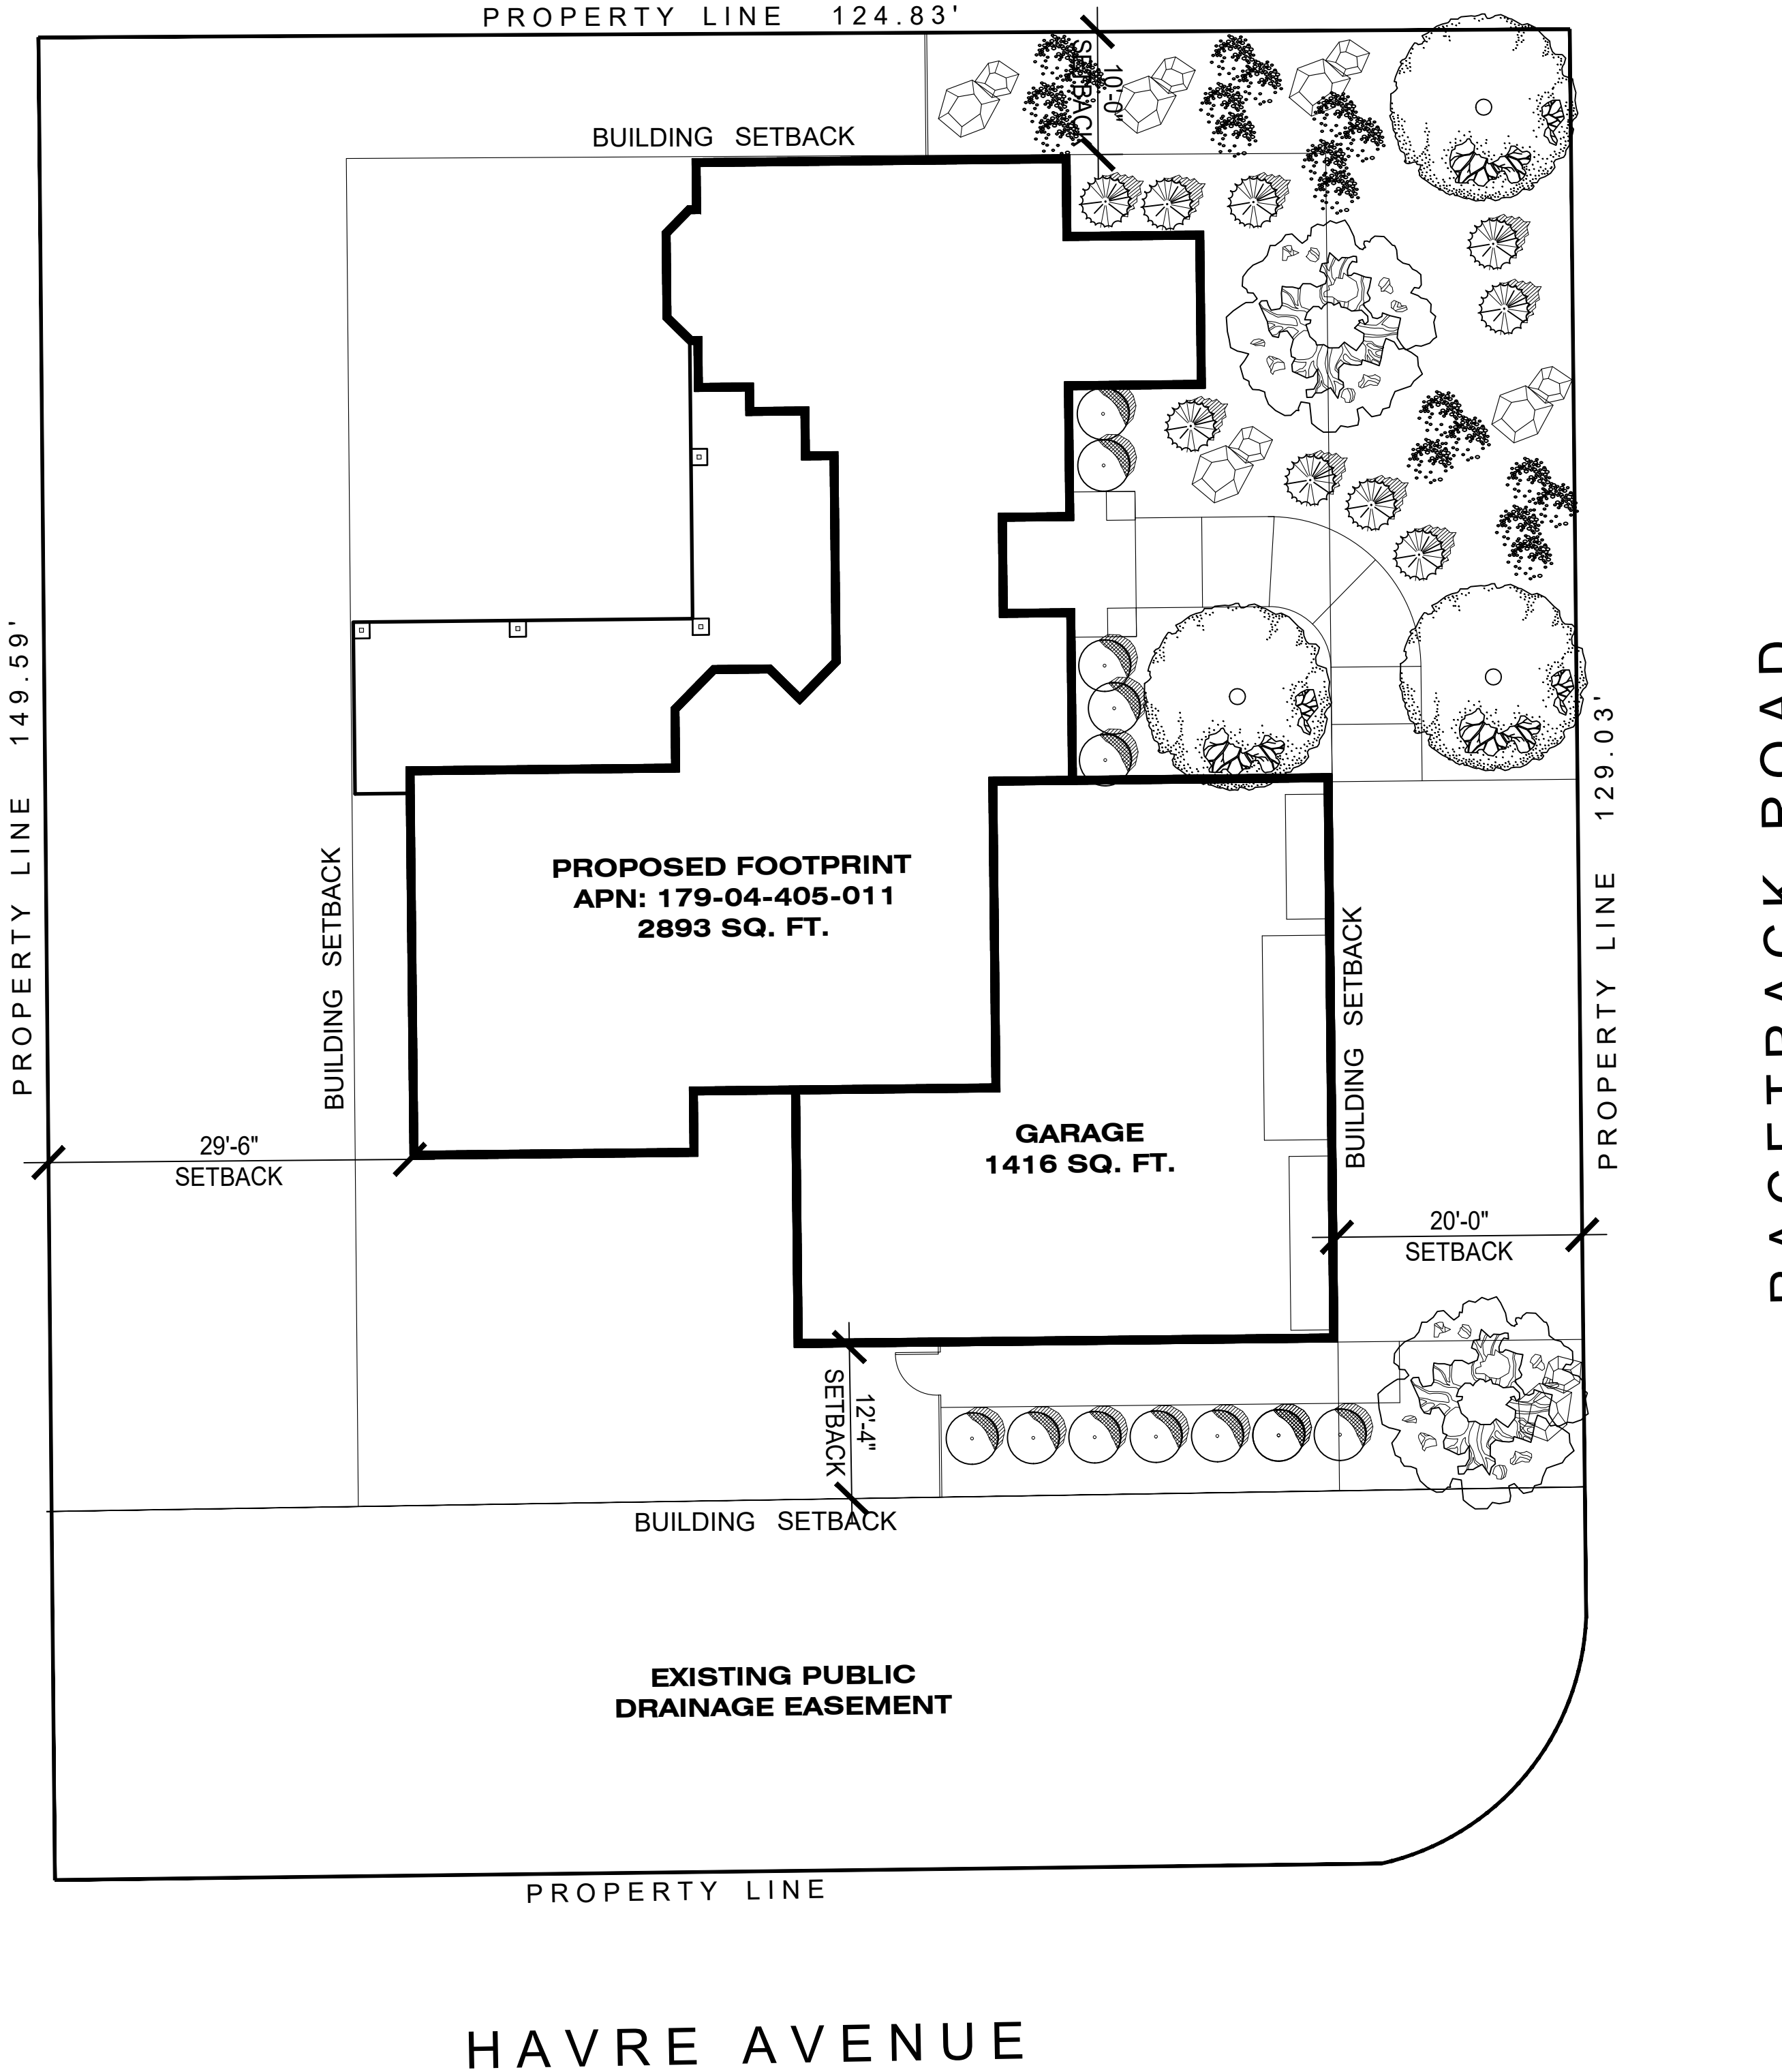 PROPERTY LINE 124.83'
10'-0"
SETBACK
BUILDING SETBACK
PROPERTY LINE 149.59'
PROPERTY LINE 129.03'
RACETRACK ROAD
BUILDING SETBACK
PROPOSED FOOTPRINT
APN: 179-04-405-011
2893 SQ. FT.
BUILDING SETBACK
GARAGE
1416 SQ. FT.
29'-6"
SETBACK
20'-0"
SETBACK
12'-4"
SETBACK
BUILDING SETBACK
EXISTING PUBLIC
DRAINAGE EASEMENT
PROPERTY LINE
HAVRE AVENUE